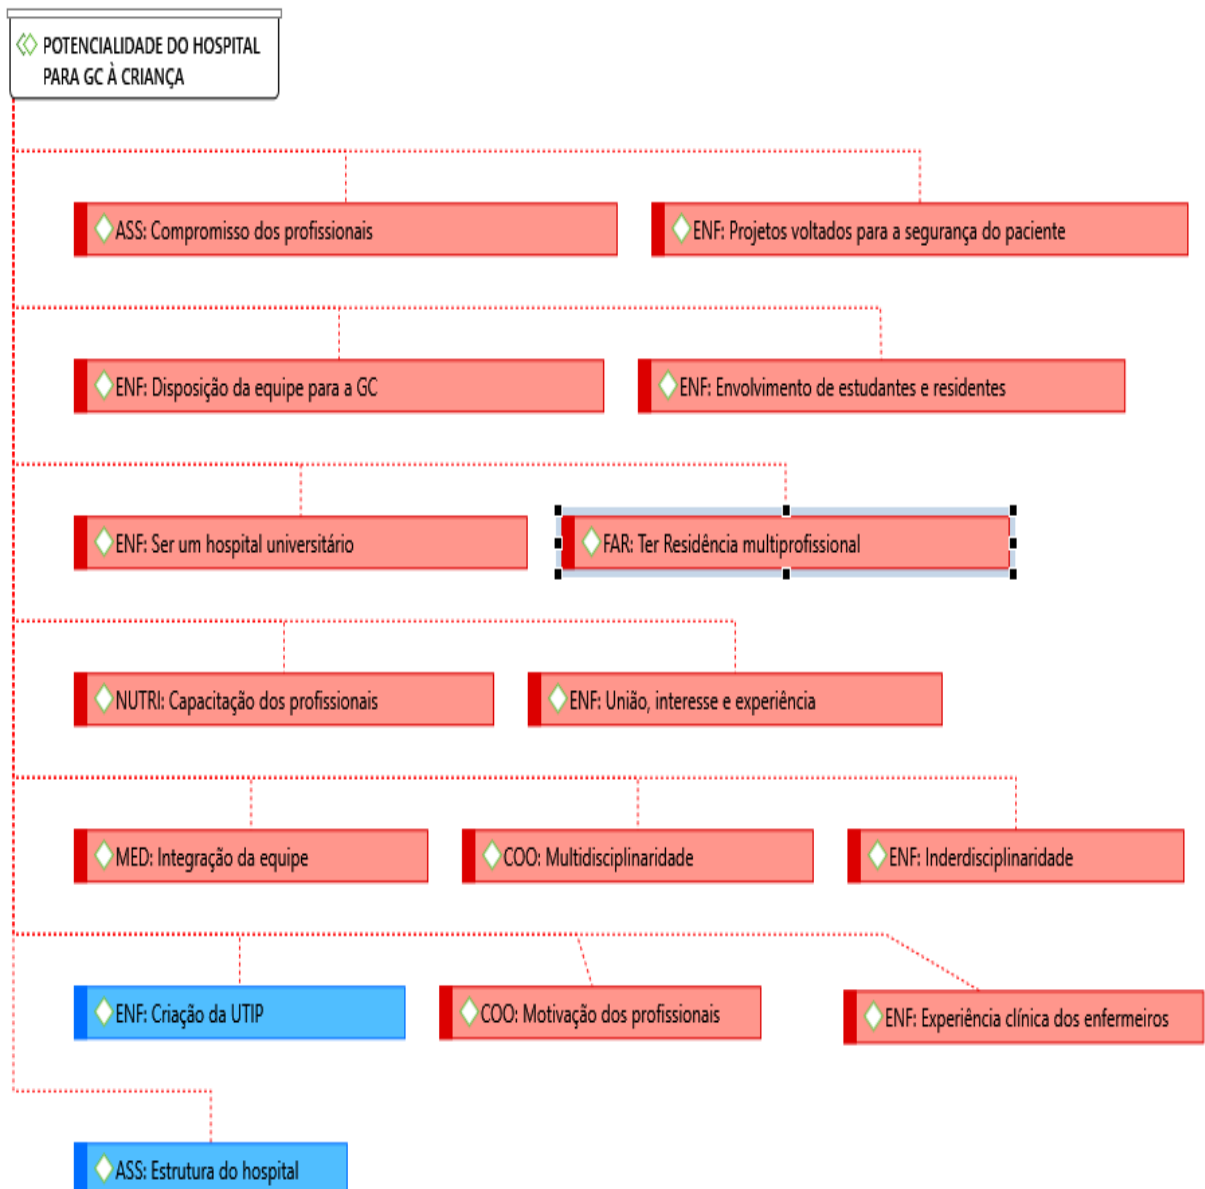 POTENCIALIDADE DO HOSPITAL
PARA GC À CRIANÇA
ASS: Compromisso dos profissionais
ENF: Projetos voltados para a segurança do paciente
ENF: Disposição da equipe para a GC
ENF: Envolvimento de estudantes e residentes
ENF: Ser um hospital universitário
FAR: Ter Residência multiprofissional
NUTRI: Capacitação dos profissionais
ENF: União, interesse e experiência
MED: Integração da equipe
COO: Multidisciplinaridade
ENF: Inderdisciplinaridade
ENF: Criação da UTIP
COO: Motivação dos profissionais
ENF: Experiência clínica dos enfermeiros
ASS: Estrutura do hospital